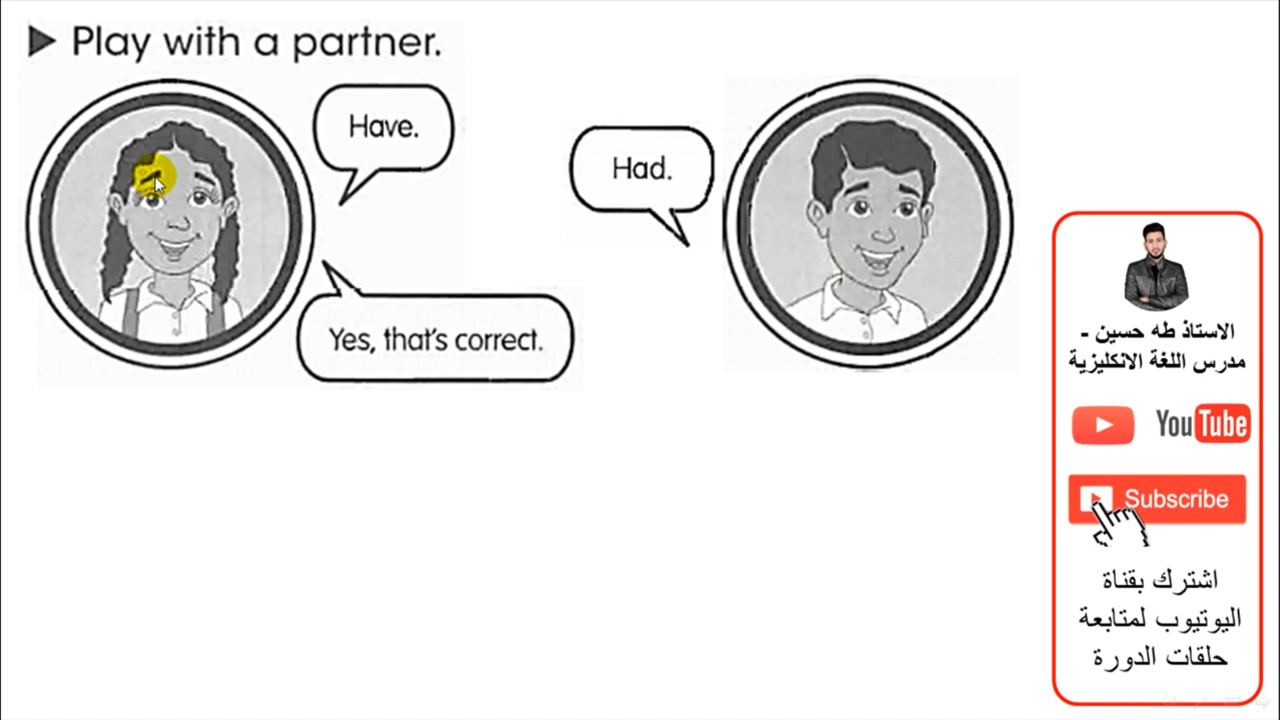 Play with a partner.
Have.
Had.
Yes, that's correct.
الاستاذ طه حسين -
مدرس اللغة الانكليزية
YouTube
Subscribe
اشترك بقناة
اليوتيوب لمتابعة
حلقات الدورة